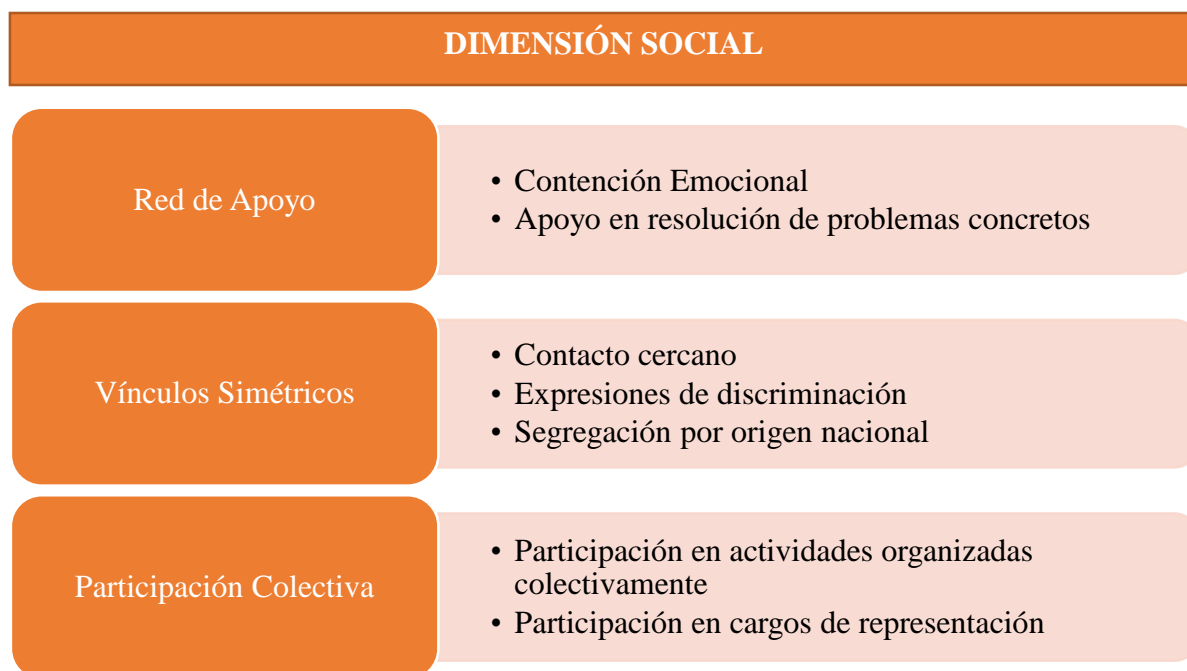 DIMENSIÓN SOCIAL
Red de Apoyo
• Contención Emocional
• Apoyo en resolución de problemas concretos
Vínculos Simétricos
• Contacto cercano
• Expresiones de discriminación
• Segregación por origen nacional
Participación Colectiva
• Participación en actividades organizadas
colectivamente
• Participación en cargos de representación